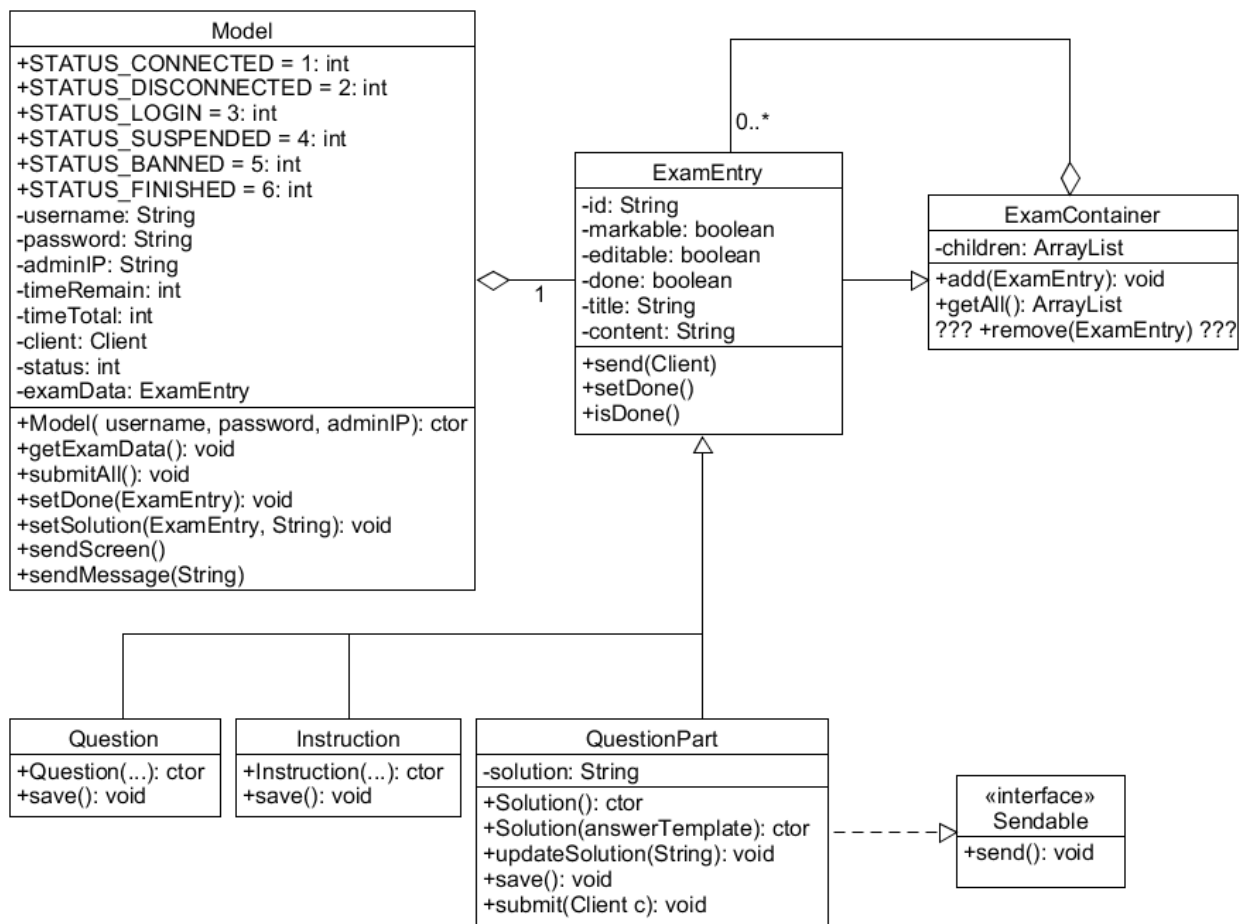 Model
+STATUS_CONNECTED = 1: int
+STATUS_DISCONNECTED = 2: int
+STATUS_LOGIN = 3: int
+STATUS_SUSPENDED = 4: int
+STATUS_BANNED = 5: int
+STATUS_FINISHED = 6: int
-username: String
-password: String
-adminIP: String
-timeRemain: int
-timeTotal: int
-client: Client
-status: int
-examData: ExamEntry
+Model( username, password, adminIP): ctor
+getExamData(): void
+submitAll(): void
+setDone(ExamEntry): void
+setSolution(ExamEntry, String): void
+sendScreen()
+sendMessage(String)
1
0..*
ExamEntry
-id: String
-markable: boolean
-editable: boolean
-done: boolean
-title: String
-content: String
+send(Client)
+setDone()
+isDone()
ExamContainer
-children: ArrayList
+add(ExamEntry): void
+getAll(): ArrayList
??? +remove(ExamEntry) ???
Question
+Question(...): ctor
+save(): void
Instruction
+Instruction(...): ctor
+save(): void
QuestionPart
-solution: String
+Solution(): ctor
+Solution(answerTemplate): ctor
+updateSolution(String): void
+save(): void
+submit(Client c): void
«interface»
Sendable
+send(): void